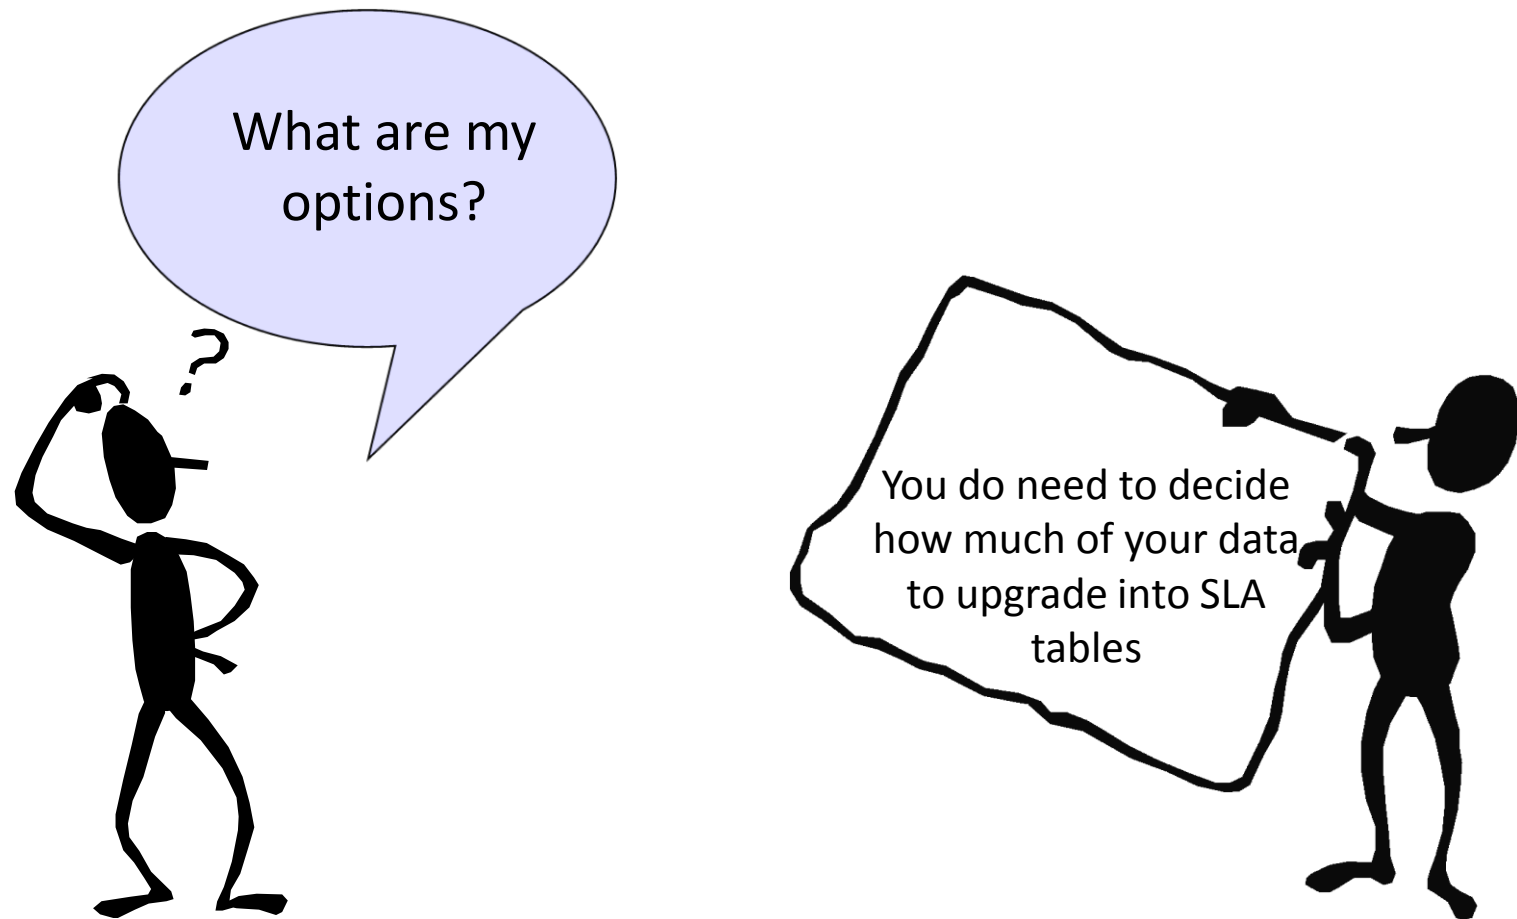 What are my
options?
?
You do need to decide
how much of your data
to upgrade into SLA
tables